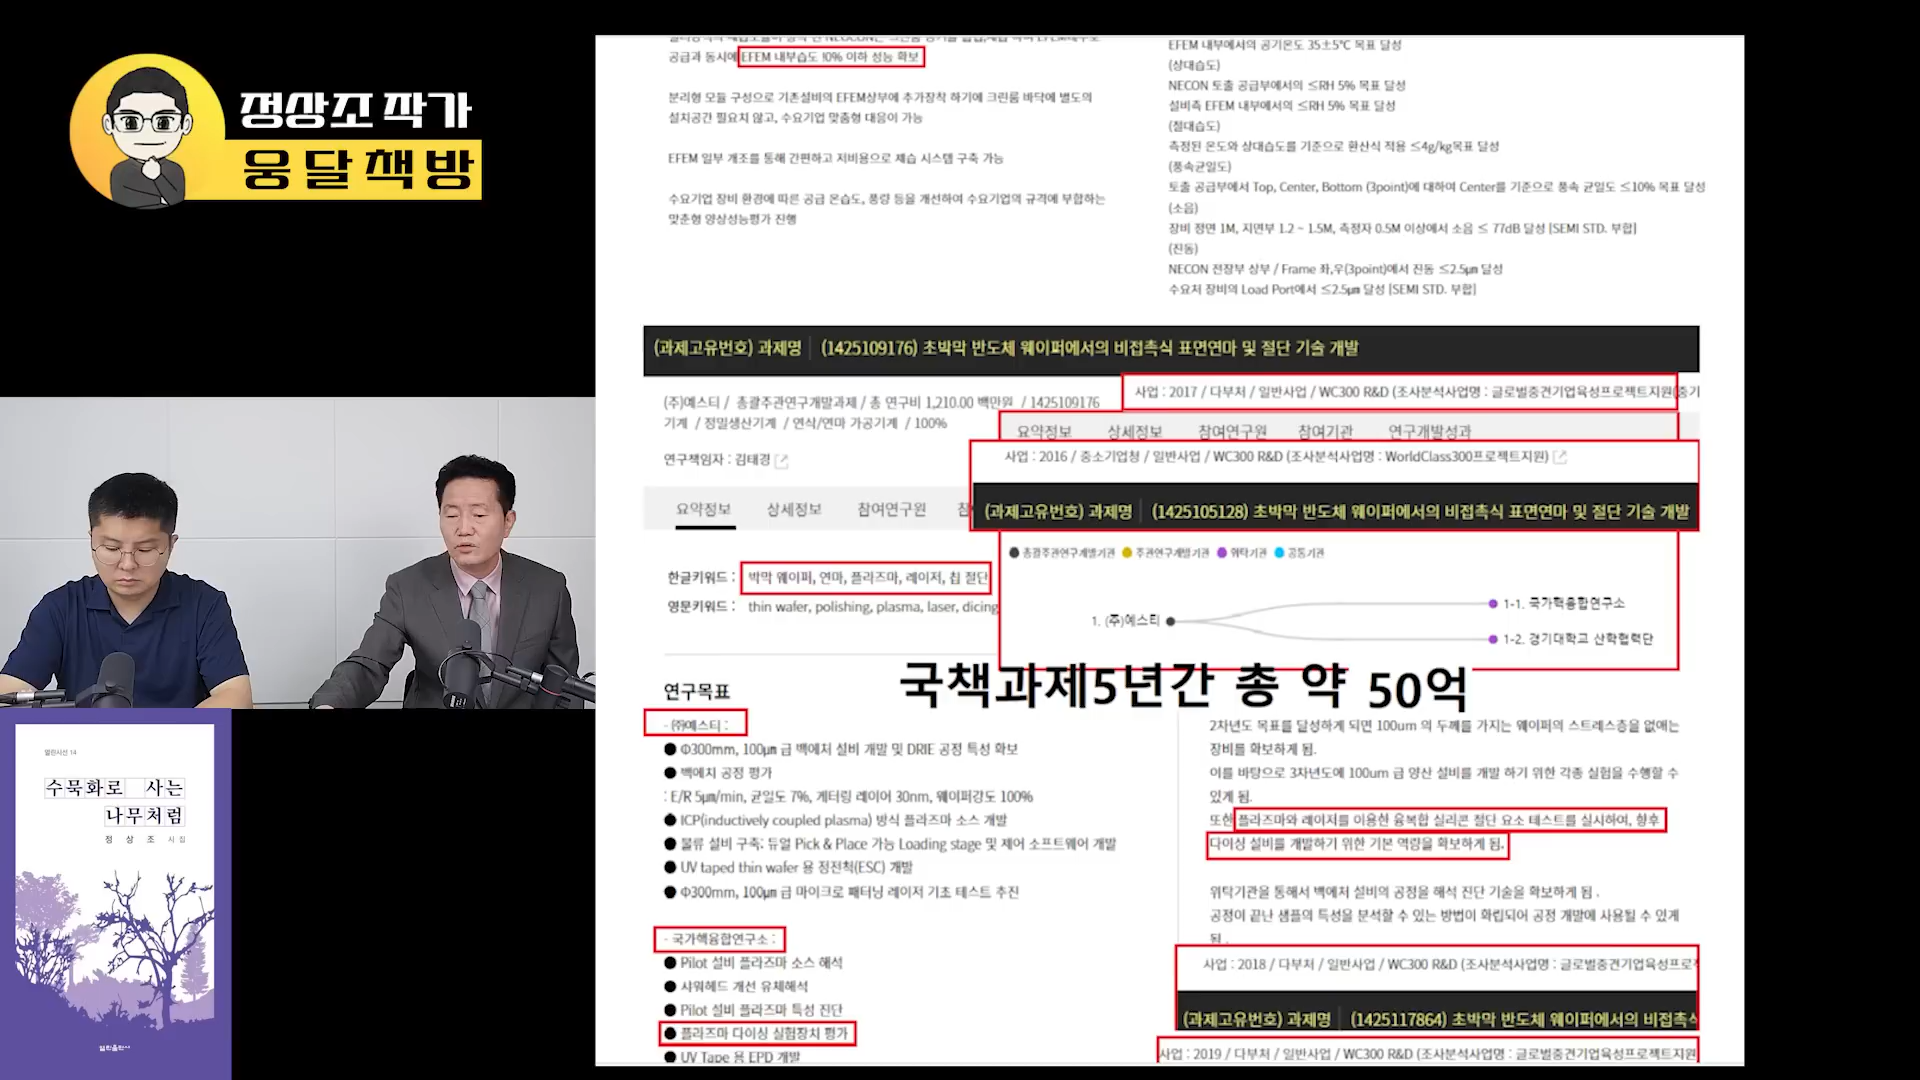 정상조 작가
웅달책방
공급과 동시에 EFEM 내부습도 10% 이하 성능 확보
분리형 모듈 구성으로 기존설비의 EFEM상부에 추가장착 하기에 크린룸 바닥에 별도의
설치공간 필요치 않고, 수요기업 맞춤형 대응이 가능
EFEM 일부 개조를 통해 간편하고 저비용으로 제습 시스템 구축 가능
수요기업 장비 환경에 따른 공급 온습도, 풍량 등을 개선하여 수요기업의 규격에 부합하는
맞춘형 양상성능평가 진행
EFEM 내부에서의 공기온도 35±5℃ 목표 달성
(상대습도)
NECON 토출 공급부에서의 ≤RH 5% 목표 달성
설비측 EFEM 내부에서의 ≤RH 5% 목표 달성
(절대습도)
측정된 온도와 상대습도를 기준으로 환산식 적용 ≤4g/kg목표 달성
(풍속균일도)
토출 공급부에서 Top, Center, Bottom (3point)에 대하여 Center를 기준으로 풍속 균일도 ≤10% 목표 달성
(소음)
장비 정면 1M, 지면부 1.2 ~ 1.5M, 측정자 0.5M 이상에서 소음 ≤ 77dB 달성 [SEMI STD. 부합]
(진동)
NECON 전장부 상부 / Frame 좌,우(3point)에서 진동 ≤2.5㎛ 달성
수요처 장비의 Load Port에서 ≤2.5㎛ 달성 [SEMI STD. 부합]
(과제고유번호) 과제명 (1425109176) 초박막 반도체 웨이퍼에서의 비접촉식 표면연마 및 절단 기술 개발
사업 : 2017 / 다부처 / 일반사업 / WC300 R&D (조사분석사업명 : 글로벌중견기업육성프로젝트지원(중기
(주)예스티 / 총괄주관연구개발과제 / 총 연구비 1,210.00 백만원 / 1425109176
기계 / 정밀생산기계 / 연삭/연마 가공기계 / 100%
연구책임자 : 김태경
요약정보 상세정보 참여연구원 참여기관 연구개발성과
사업 : 2016 / 중소기업청 / 일반사업 / WC300 R&D (조사분석사업명 : WorldClass300프로젝트지원)
요약정보 상세정보 참여연구원 참
(과제고유번호) 과제명 (1425105128) 초박막 반도체 웨이퍼에서의 비접촉식 표면연마 및 절단 기술 개발
총괄주관연구개발기관 주관연구개발기관 위탁기관 공동기관
한글키워드 : 박막 웨이퍼, 연마, 플라즈마, 레이저, 칩 절단
영문키워드 : thin wafer, polishing, plasma, laser, dicing
1. (주)예스티
1-1. 국가핵융합연구소
1-2. 경기대학교 산학협력단
국책과제5년간 총 약 50억
연구목표
- ㈜예스티 :
● Φ300mm, 100㎛ 급 백에처 설비 개발 및 DRIE 공정 특성 확보
● 백에치 공정 평가
: E/R 5㎛/min, 균일도 7%, 게터링 레이어 30nm, 웨이퍼강도 100%
● ICP(inductively coupled plasma) 방식 플라즈마 소스 개발
● 물류 설비 구축: 듀얼 Pick & Place 가능 Loading stage 및 제어 소프트웨어 개발
● UV taped thin wafer 용 정전척(ESC) 개발
● Φ300mm, 100㎛ 급 마이크로 패터닝 레이저 기초 테스트 추진
- 국가핵융합연구소 :
● Pilot 설비 플라즈마 소스 해석
● 샤워헤드 개선 유체해석
● Pilot 설비 플라즈마 특성 진단
● 플라즈마 다이싱 실험장치 평가
● UV Tape 용 EPD 개발
2차년도 목표를 달성하게 되면 100um 의 두께를 가지는 웨이퍼의 스트레스층을 없애는
장비를 확보하게 됨.
이를 바탕으로 3차년도에 100um 급 양산 설비를 개발 하기 위한 각종 실험을 수행할 수
있게 됨.
또한 플라즈마와 레이저를 이용한 융복합 실리콘 절단 요소 테스트를 실시하여, 향후
다이싱 설비를 개발하기 위한 기본 역량을 확보하게 됨.
위탁기관을 통해서 백에처 설비의 공정을 해석 진단 기술을 확보하게 됨 .
공정이 끝난 샘플의 특성을 분석할 수 있는 방법이 확립되어 공정 개발에 사용될 수 있게
됨 .
사업 : 2018 / 다부처 / 일반사업 / WC300 R&D (조사분석사업명 : 글로벌중견기업육성프로
(과제고유번호) 과제명 (1425117864) 초박막 반도체 웨이퍼에서의 비접촉식
사업 : 2019 / 다부처 / 일반사업 / WC300 R&D (조사분석사업명 : 글로벌중견기업육성프로젝트지원
열린시선 14
수묵화로 사는
나무처럼
정 상 조 시집
열린출판사